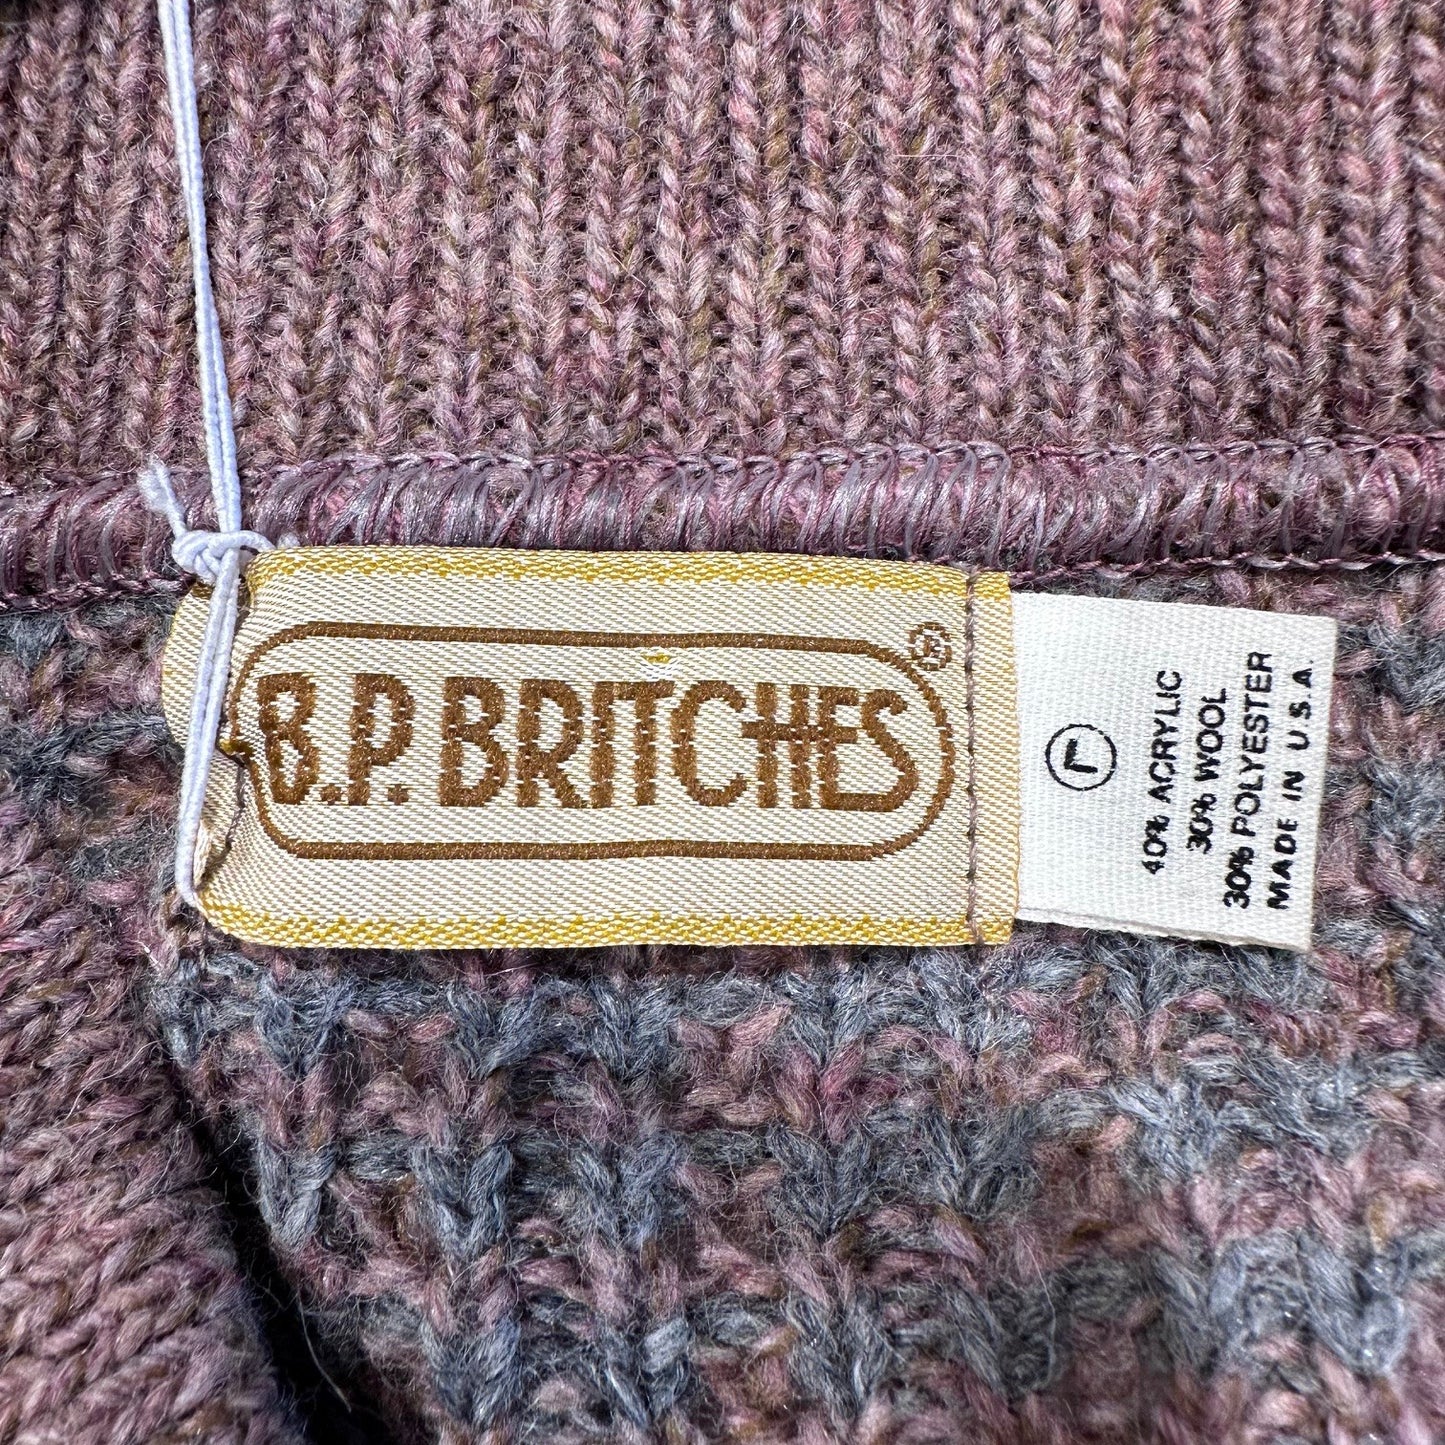 B.P. BRITCHES ®
L
40% ACRYLIC
30% WOOL
30% POLYESTER
MADE IN U.S.A.